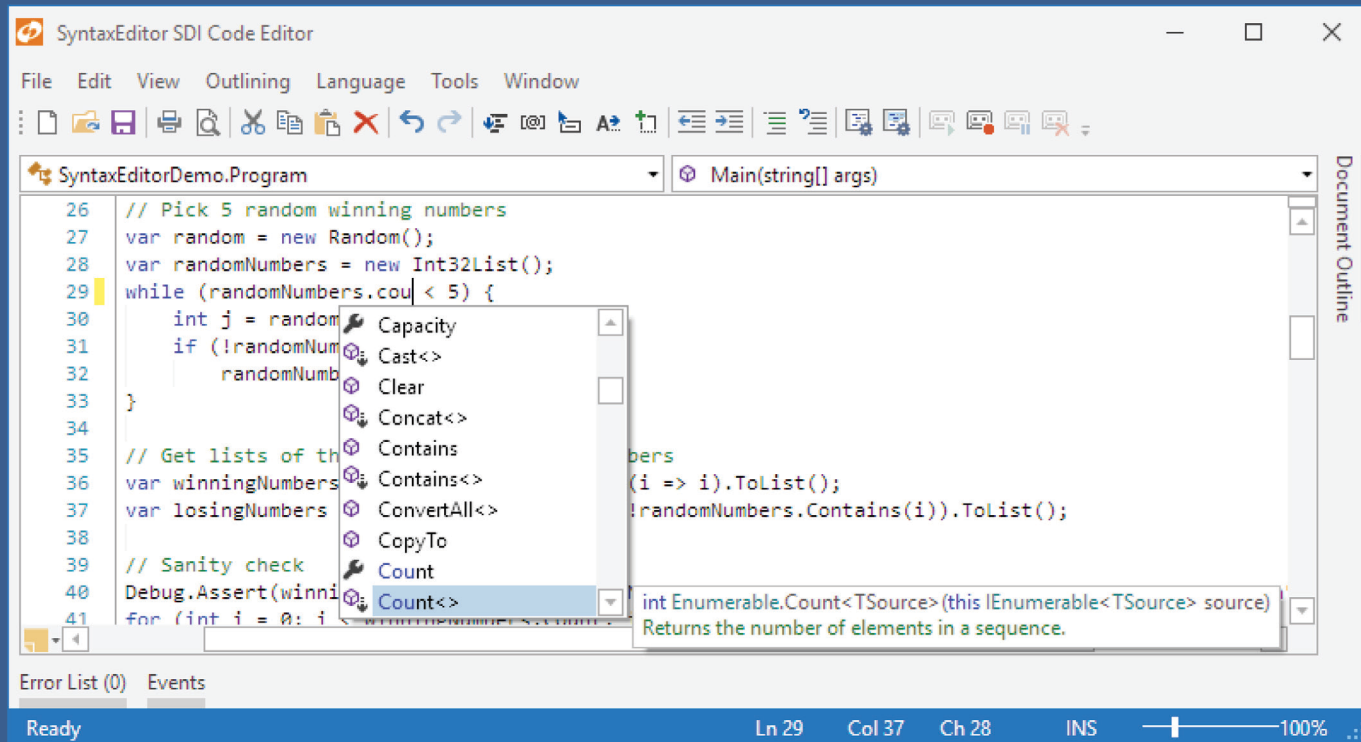 SyntaxEditor SDI Code Editor
File Edit View Outlining Language Tools Window
SyntaxEditorDemo.Program
Main(string[] args)
Document Outline
26 // Pick 5 random winning numbers
27 var random = new Random();
28 var randomNumbers = new Int32List();
29 while (randomNumbers.cou < 5) {
30 int j = random
31 if (!randomNum
32 randomNumb
33 }
34
35 // Get lists of th bers
36 var winningNumbers (i => i).ToList();
37 var losingNumbers !randomNumbers.Contains(i)).ToList();
38
39 // Sanity check
40 Debug.Assert(winni
41 for (int i = 0; i <
Capacity
Cast<>
Clear
Concat<>
Contains
Contains<>
ConvertAll<>
CopyTo
Count
Count<>
int Enumerable.Count<TSource>(this IEnumerable<TSource> source)
Returns the number of elements in a sequence.
Error List (0) Events
Ready Ln 29 Col 37 Ch 28 INS 100%